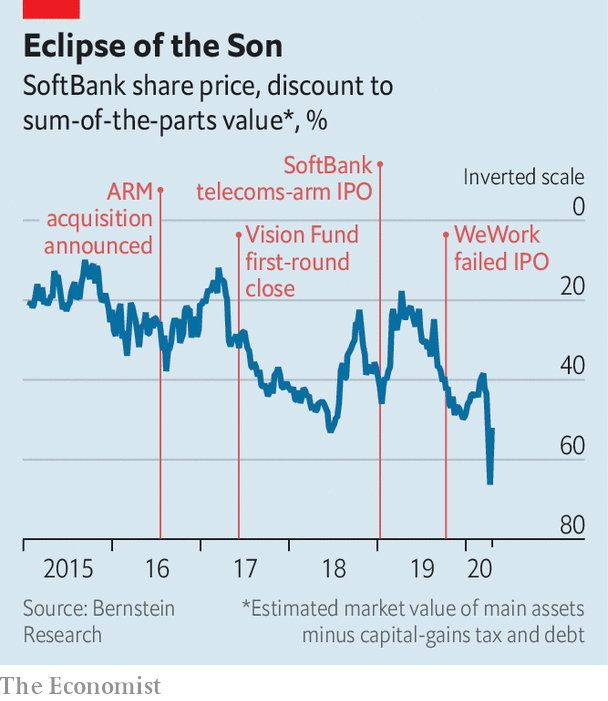 Eclipse of the Son
SoftBank share price, discount to
sum-of-the-parts value*, %
SoftBank
telecoms-arm IPO
ARM
acquisition
announced
Vision Fund
first-round
close
WeWork
failed IPO
Inverted scale
0
20
40
60
80
2015
16
17
18
19
20
Source: Bernstein
Research
*Estimated market value of main assets
minus capital-gains tax and debt
The Economist